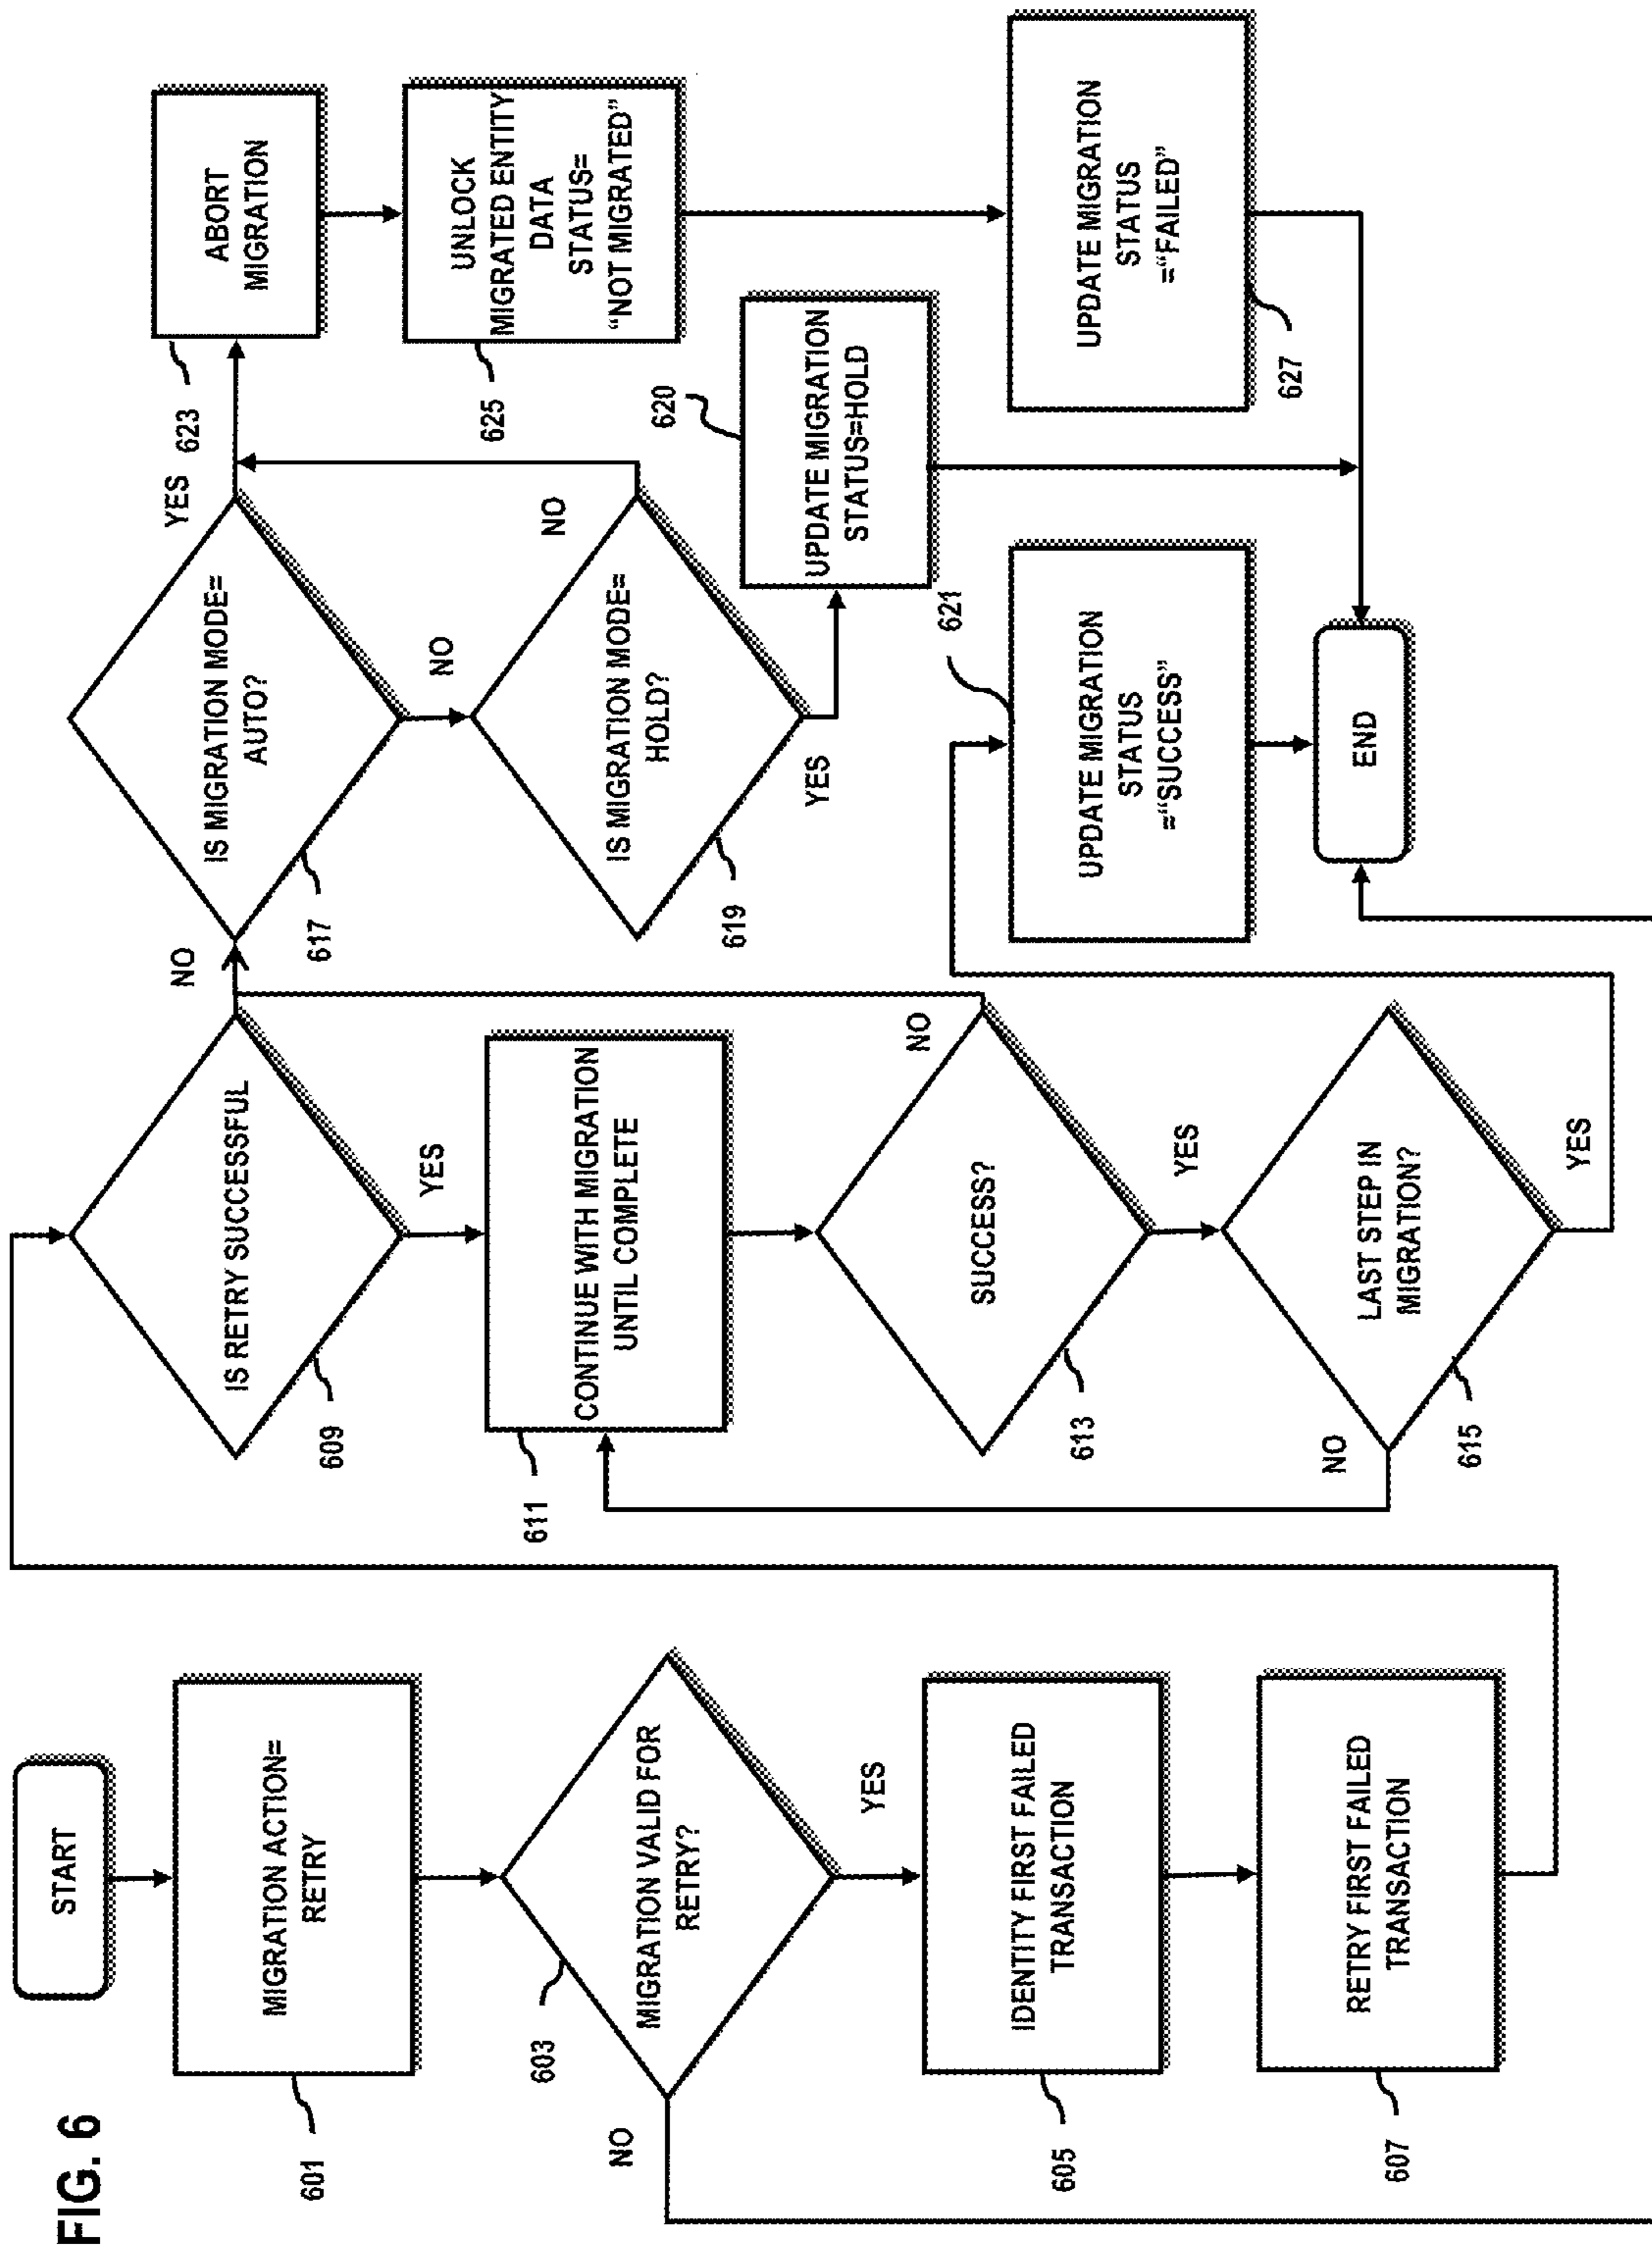 FIG. 6
START
MIGRATION ACTION=
RETRY
601
MIGRATION VALID FOR
RETRY?
603
NO
YES
IDENTITY FIRST FAILED
TRANSACTION
605
RETRY FIRST FAILED
TRANSACTION
607
IS RETRY SUCCESSFUL
609
NO
YES
CONTINUE WITH MIGRATION
UNTIL COMPLETE
611
SUCCESS?
613
NO
YES
LAST STEP IN
MIGRATION?
615
NO
YES
IS MIGRATION MODE=
AUTO?
617
YES
NO
IS MIGRATION MODE=
HOLD?
619
NO
YES
UPDATE MIGRATION
STATUS=HOLD
620
UPDATE MIGRATION
STATUS
="SUCCESS"
621
END
ABORT
MIGRATION
623
UNLOCK
MIGRATED ENTITY
DATA
STATUS=
“NOT MIGRATED”
625
UPDATE MIGRATION
STATUS
=“FAILED”
627